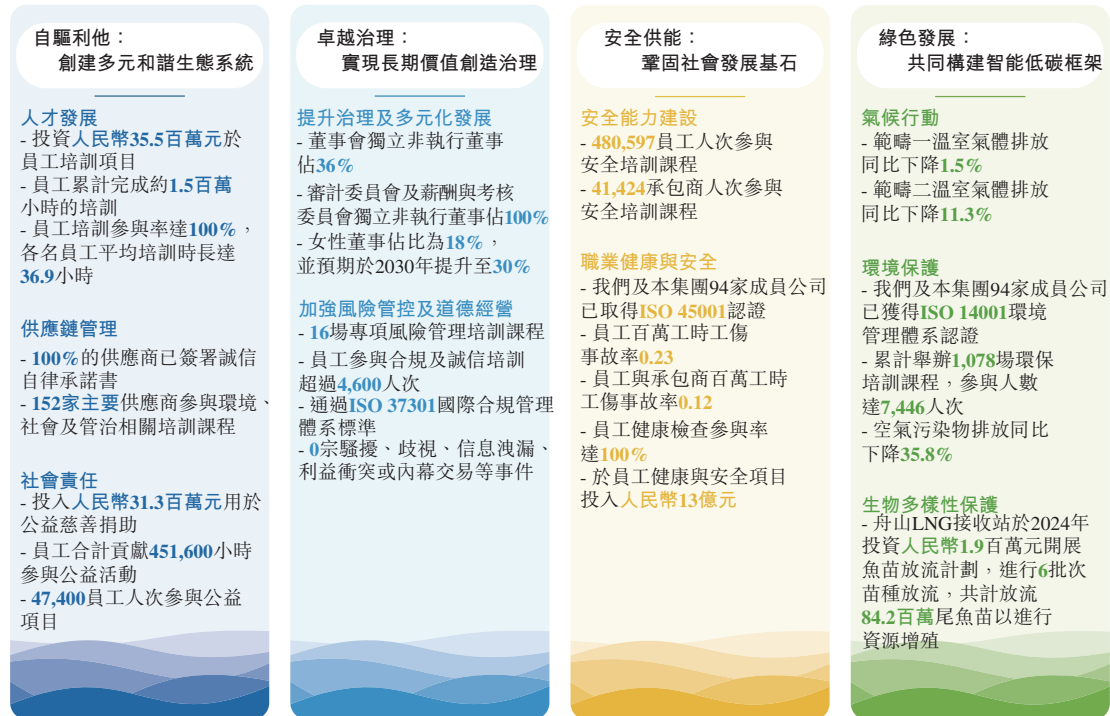 自驅利他：
創建多元和諧生態系統
人才發展
- 投資人民幣35.5百萬元於
員工培訓項目
- 員工累計完成約1.5百萬
小時的培訓
- 員工培訓參與率達100%，
各名員工平均培訓時長達
36.9小時
供應鏈管理
- 100%的供應商已簽署誠信
自律承諾書
- 152家主要供應商參與環境、
社會及管治相關培訓課程
社會責任
- 投入人民幣31.3百萬元用於
公益慈善捐助
- 員工合計貢獻451,600小時
參與公益活動
- 47,400員工人次參與公益
項目
卓越治理：
實現長期價值創造治理
提升治理及多元化發展
- 董事會獨立非執行董事
佔36%
- 審計委員會及薪酬與考核
委員會獨立非執行董事佔100%
- 女性董事佔比為18%，
並預期於2030年提升至30%
加強風險管控及道德經營
- 16場專項風險管理培訓課程
- 員工參與合規及誠信培訓
超過4,600人次
- 通過ISO 37301國際合規管理
體系標準
- 0宗騷擾、歧視、信息洩漏、
利益衝突或內幕交易等事件
安全供能：
鞏固社會發展基石
安全能力建設
- 480,597員工人次參與
安全培訓課程
- 41,424承包商人次參與
安全培訓課程
職業健康與安全
- 我們及本集團94家成員公司
已取得ISO 45001認證
- 員工百萬工時工傷
事故率0.23
- 員工與承包商百萬工時
工傷事故率0.12
- 員工健康檢查參與率
達100%
- 於員工健康與安全項目
投入人民幣13億元
綠色發展：
共同構建智能低碳框架
氣候行動
- 範疇一溫室氣體排放
同比下降1.5%
- 範疇二溫室氣體排放
同比下降11.3%
環境保護
- 我們及本集團94家成員公司
已獲得ISO 14001環境
管理體系認證
- 累計舉辦1,078場環保
培訓課程，參與人數
達7,446人次
- 空氣污染物排放同比
下降35.8%
生物多樣性保護
- 舟山LNG接收站於2024年
投資人民幣1.9百萬元開展
魚苗放流計劃，進行6批次
苗種放流，共計放流
84.2百萬尾魚苗以進行
資源增殖